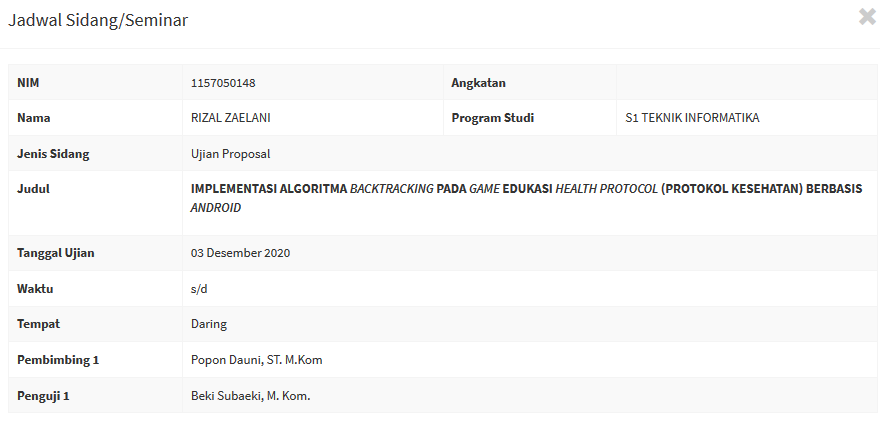 Jadwal Sidang/Seminar
NIM 1157050148 Angkatan
Nama RIZAL ZAELANI Program Studi S1 TEKNIK INFORMATIKA
Jenis Sidang Ujian Proposal
Judul IMPLEMENTASI ALGORITMA BACKTRACKING PADA GAME EDUKASI HEALTH PROTOCOL (PROTOKOL KESEHATAN) BERBASIS
ANDROID
Tanggal Ujian 03 Desember 2020
Waktu s/d
Tempat Daring
Pembimbing 1 Popon Dauni, ST. M.Kom
Penguji 1 Beki Subaeki, M. Kom.